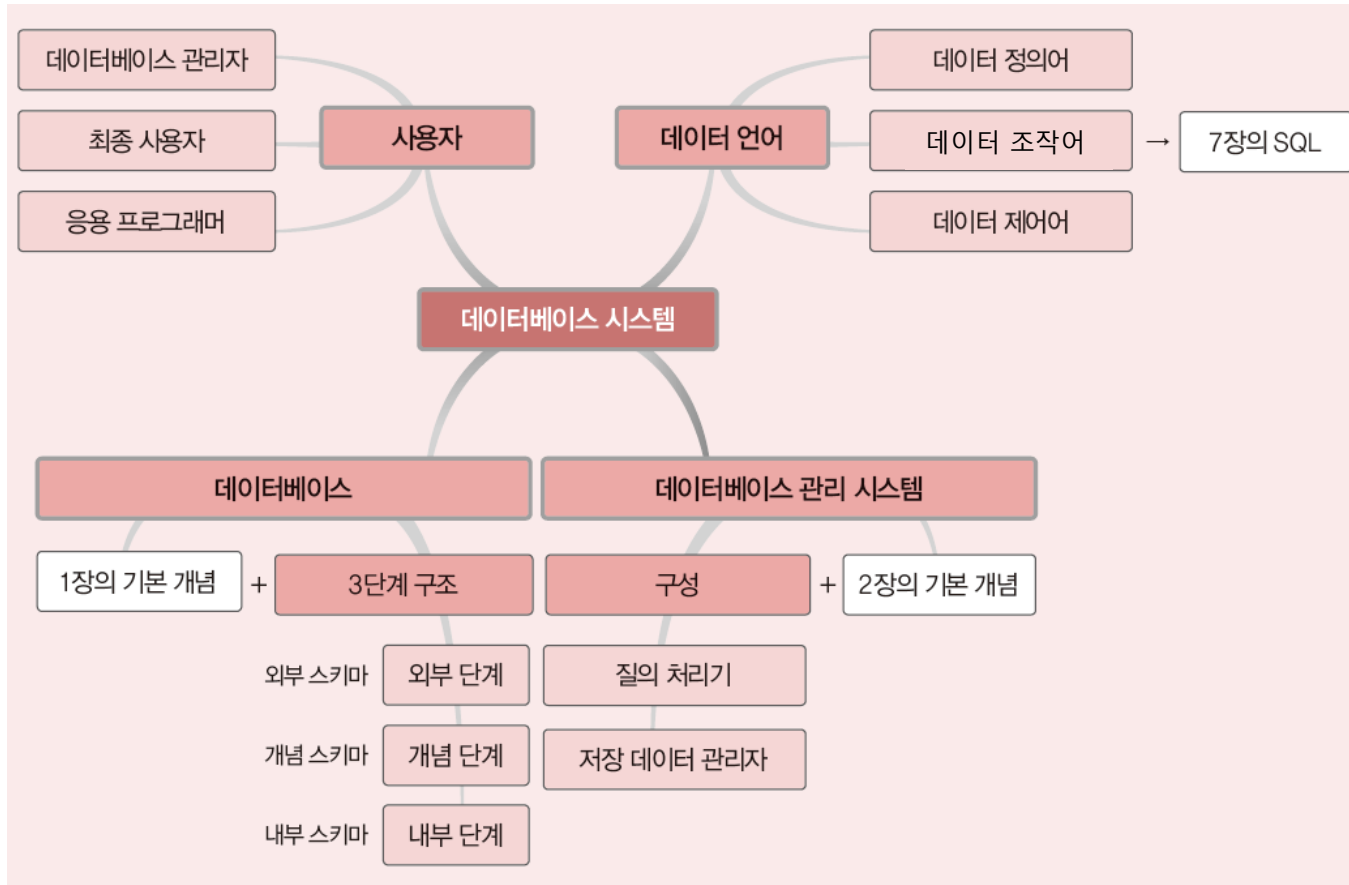 데이터베이스 관리자
최종 사용자
응용 프로그래머
사용자
데이터 언어
데이터 정의어
데이터 조작어 → 7장의 SQL
데이터 제어어
데이터베이스 시스템
데이터베이스
1장의 기본 개념 + 3단계 구조
외부 스키마 외부 단계
개념 스키마 개념 단계
내부 스키마 내부 단계
데이터베이스 관리 시스템
구성 + 2장의 기본 개념
질의 처리기
저장 데이터 관리자